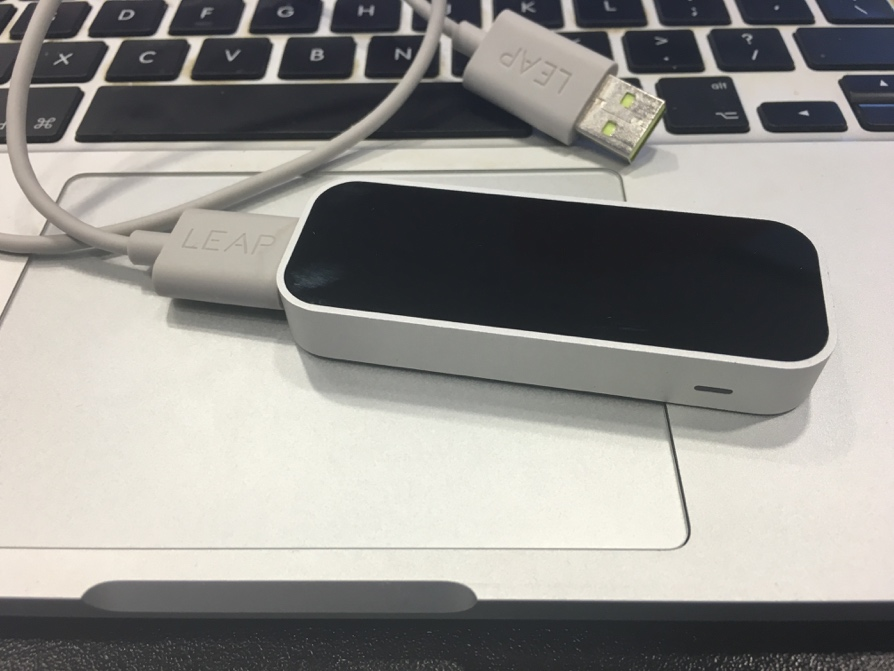 D F G H K L : ;
X C V B N > . ? /
⌘ alt ⌥ ◄ ▲
LEAP
LEAP